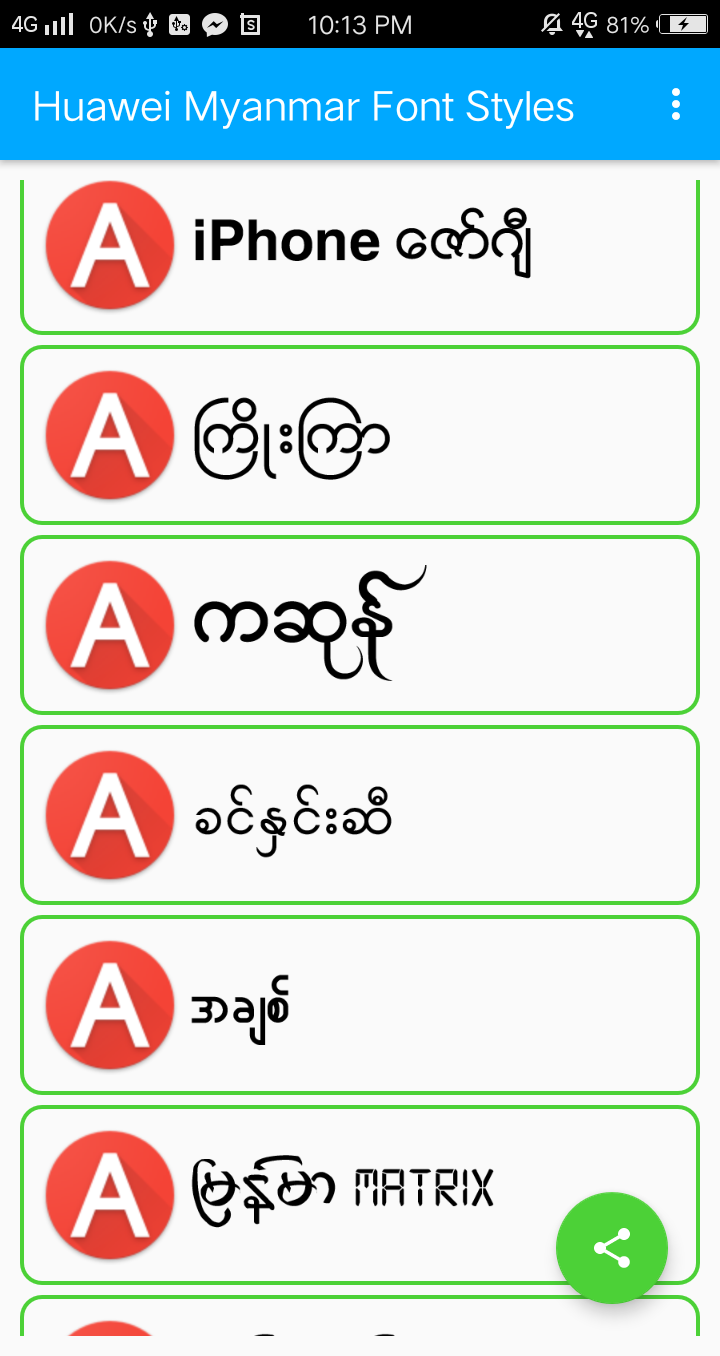 4G 0K/s S 10:13 PM 4G 81%
Huawei Myanmar Font Styles
A iPhone ဇော်ဂျီ
A ကြိုးကြာ
A ကဆုန်
A ခင်နှင်းဆီ
A အချစ်
A မြန်မာ MATRIX